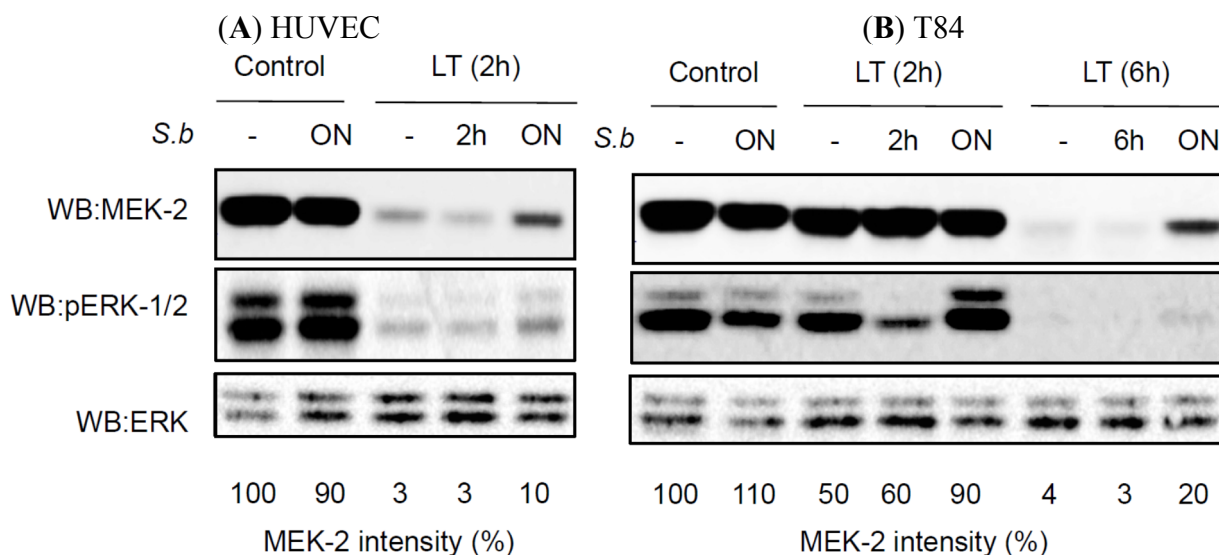 (A) HUVEC (B) T84
Control LT (2h) Control LT (2h) LT (6h)
S.b - ON - 2h ON S.b - ON - 2h ON - 6h ON
WB:MEK-2
WB:pERK-1/2
WB:ERK
100 90 3 3 10 100 110 50 60 90 4 3 20
MEK-2 intensity (%) MEK-2 intensity (%)